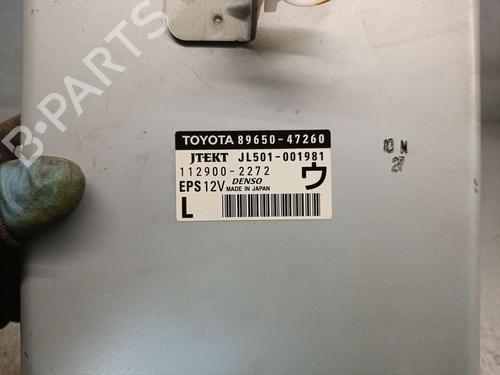 B-PARTS
TOYOTA 89650-47260
JTEKT JL501-001981
112900-2272 ウ
EPS 12V DENSO
MADE IN JAPAN
L
10 M
27